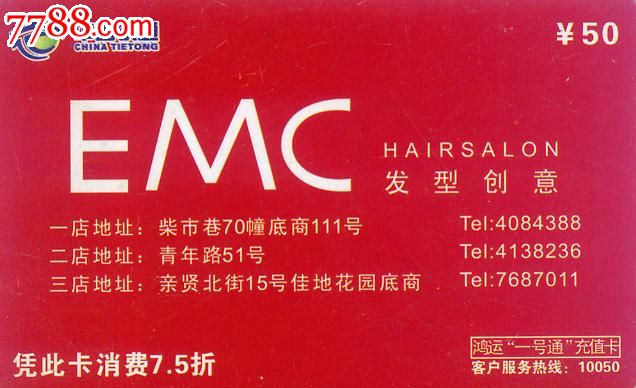 7788.com
CHINA TIETONG
¥50
EMC
HAIRSALON
发型创意
一店地址：柴市巷70幢底商111号 Tel:4084388
二店地址：青年路51号 Tel:4138236
三店地址：亲贤北街15号佳地花园底商 Tel:7687011
鸿运“一号通”充值卡
凭此卡消费7.5折
客户服务热线：10050